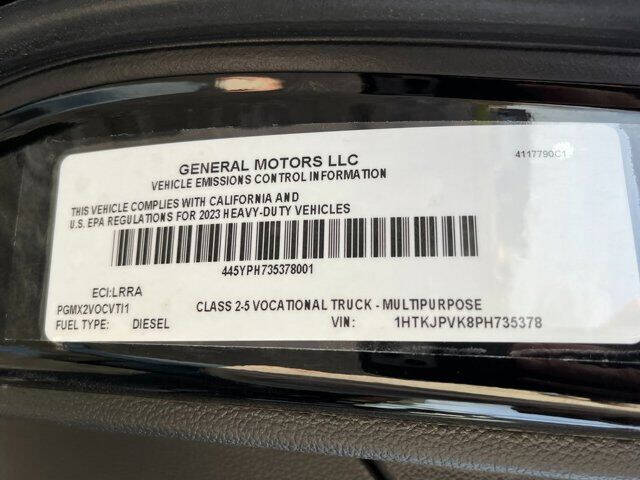 GENERAL MOTORS LLC
4117790C1
VEHICLE EMISSIONS CONTROL INFORMATION
THIS VEHICLE COMPLIES WITH CALIFORNIA AND
U.S. EPA REGULATIONS FOR 2023 HEAVY-DUTY VEHICLES
445YPH735378001
ECI:LRRA
PGMX2VOCVTI1
CLASS 2-5 VOCATIONAL TRUCK - MULTIPURPOSE
FUEL TYPE: DIESEL VIN: 1HTKJPVK8PH735378